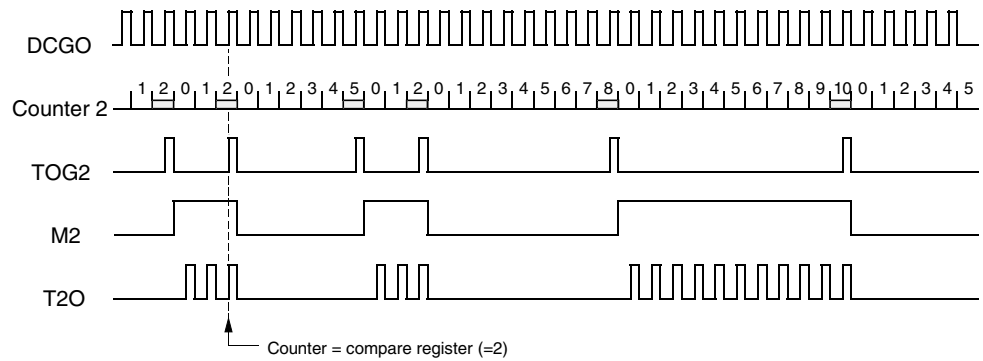 DCGO
1 2 0 1 2 0 1 2 3 4 5 0 1 2 0 1 2 3 4 5 6 7 8 0 1 2 3 4 5 6 7 8 9 10 0 1 2 3 4 5
Counter 2
TOG2
M2
T2O
Counter = compare register (=2)